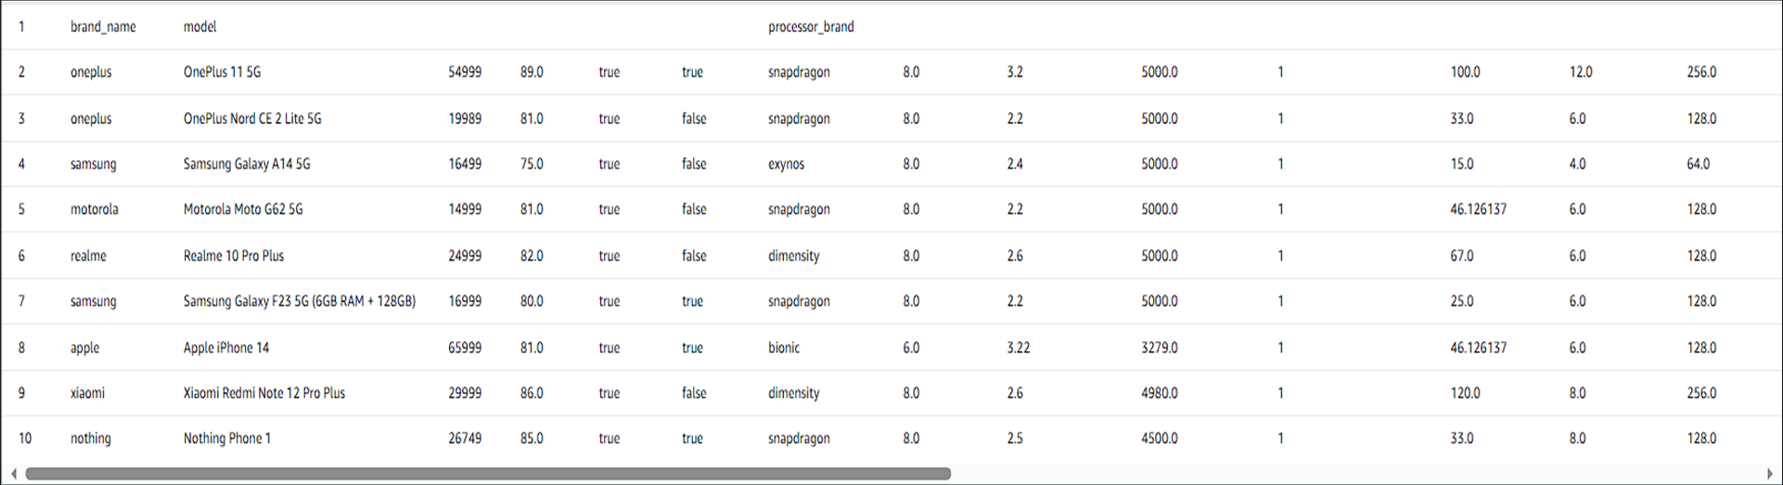 1 brand_name model processor_brand
2 oneplus OnePlus 11 5G 54999 89.0 true true snapdragon 8.0 3.2 5000.0 1 100.0 12.0 256.0
3 oneplus OnePlus Nord CE 2 Lite 5G 19989 81.0 true false snapdragon 8.0 2.2 5000.0 1 33.0 6.0 128.0
4 samsung Samsung Galaxy A14 5G 16499 75.0 true false exynos 8.0 2.4 5000.0 1 15.0 4.0 64.0
5 motorola Motorola Moto G62 5G 14999 81.0 true false snapdragon 8.0 2.2 5000.0 1 46.126137 6.0 128.0
6 realme Realme 10 Pro Plus 24999 82.0 true false dimensity 8.0 2.6 5000.0 1 67.0 6.0 128.0
7 samsung Samsung Galaxy F23 5G (6GB RAM + 128GB) 16999 80.0 true true snapdragon 8.0 2.2 5000.0 1 25.0 6.0 128.0
8 apple Apple iPhone 14 65999 81.0 true true bionic 6.0 3.22 3279.0 1 46.126137 6.0 128.0
9 xiaomi Xiaomi Redmi Note 12 Pro Plus 29999 86.0 true false dimensity 8.0 2.6 4980.0 1 120.0 8.0 256.0
10 nothing Nothing Phone 1 26749 85.0 true true snapdragon 8.0 2.5 4500.0 1 33.0 8.0 128.0